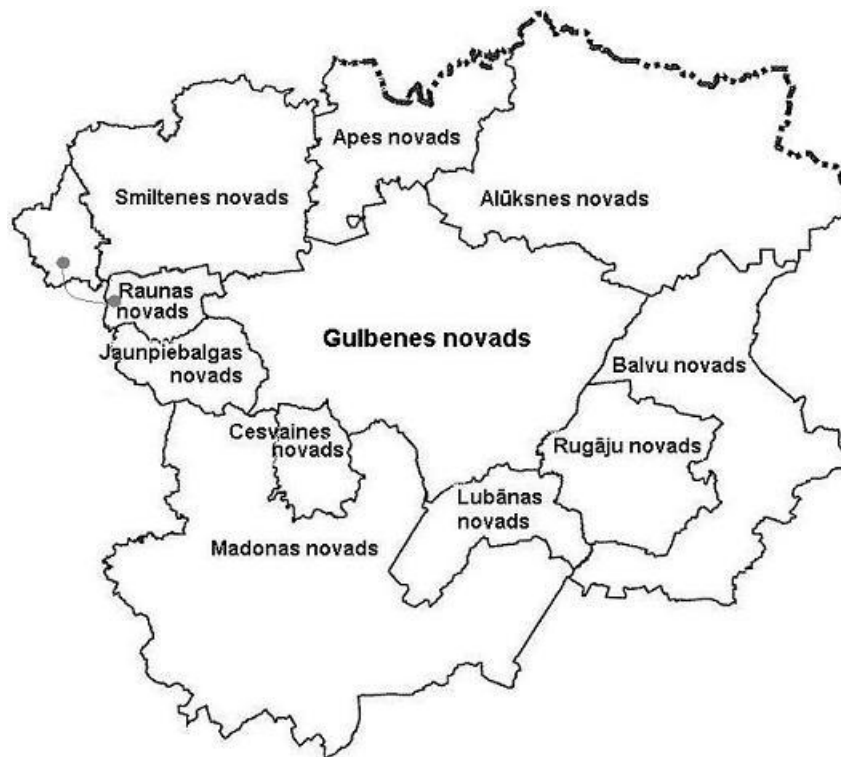 Apes novads
Smiltenes novads
Alūksnes novads
Raunas
novads
Gulbenes novads
Jaunpiebalgas
novads
Balvu novads
Cesvaines
novads
Rugāju novads
Lubānas
novads
Madonas novads